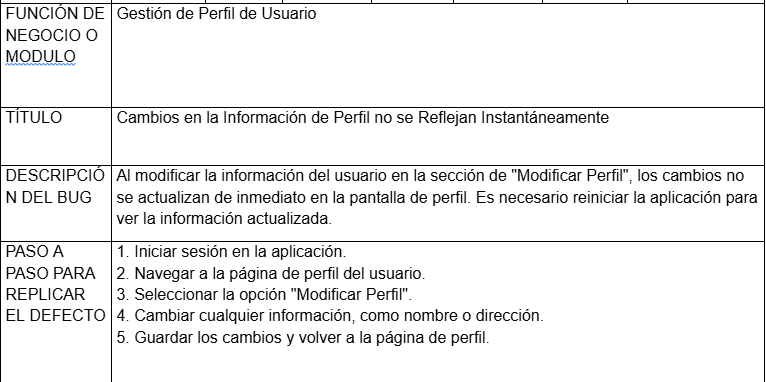 FUNCIÓN DE NEGOCIO O MODULO
Gestión de Perfil de Usuario
TÍTULO
Cambios en la Información de Perfil no se Reflejan Instantáneamente
DESCRIPCIÓ
N DEL BUG
Al modificar la información del usuario en la sección de "Modificar Perfil", los cambios no
se actualizan de inmediato en la pantalla de perfil. Es necesario reiniciar la aplicación para
ver la información actualizada.
PASO A
PASO PARA
REPLICAR
EL DEFECTO
1. Iniciar sesión en la aplicación.
2. Navegar a la página de perfil del usuario.
3. Seleccionar la opción "Modificar Perfil".
4. Cambiar cualquier información, como nombre o dirección.
5. Guardar los cambios y volver a la página de perfil.